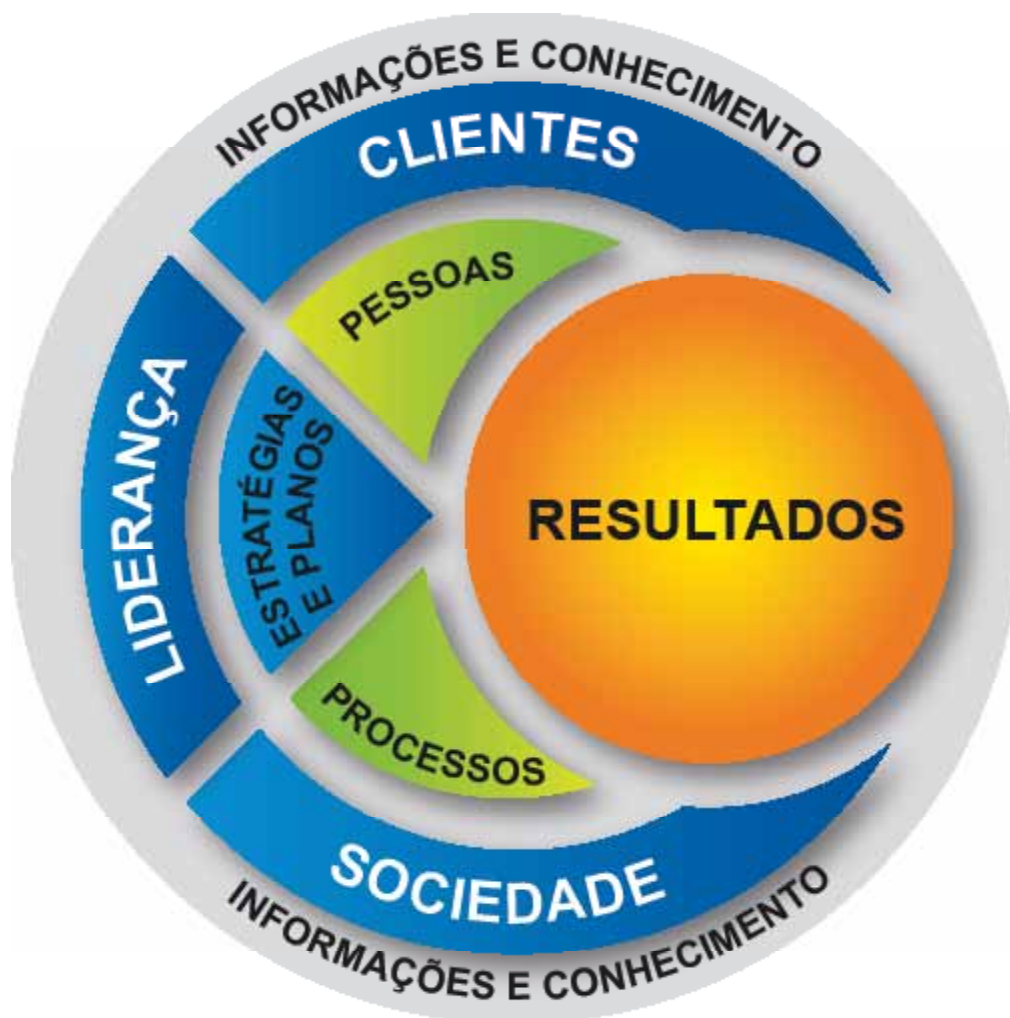 INFORMAÇÕES E CONHECIMENTO
CLIENTES
PESSOAS
LIDERANÇA
ESTRATÉGIAS
E PLANOS
RESULTADOS
PROCESSOS
SOCIEDADE
INFORMAÇÕES E CONHECIMENTO